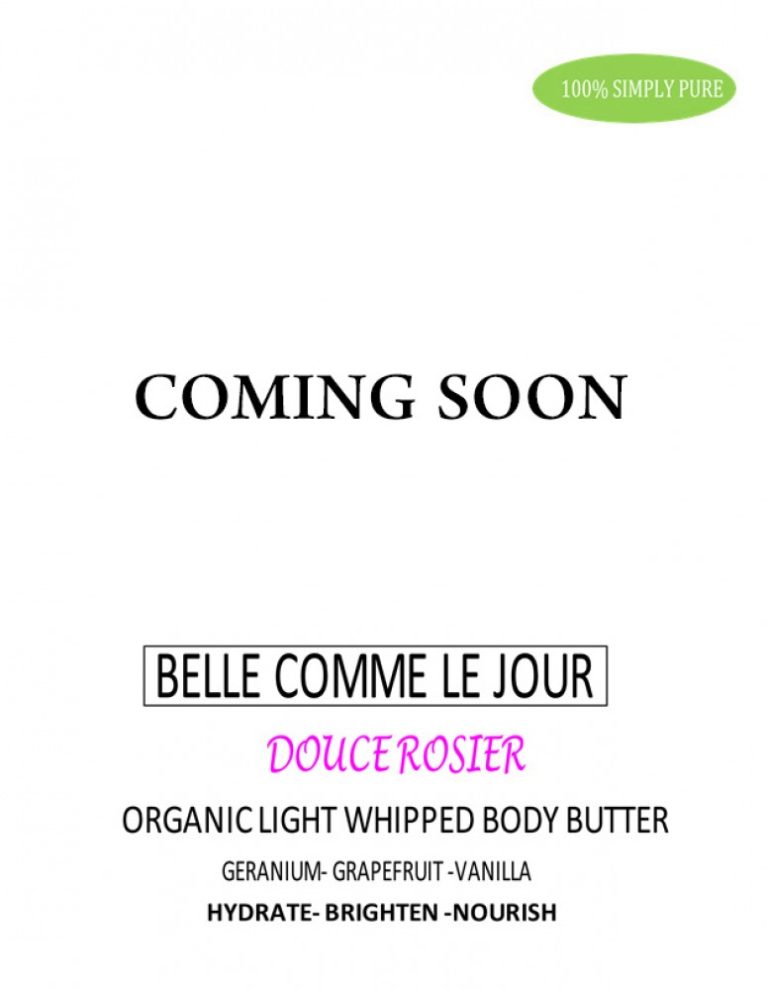 100% SIMPLY PURE
COMING SOON
BELLE COMME LE JOUR
DOUCE ROSIER
ORGANIC LIGHT WHIPPED BODY BUTTER
GERANIUM- GRAPEFRUIT -VANILLA
HYDRATE- BRIGHTEN -NOURISH